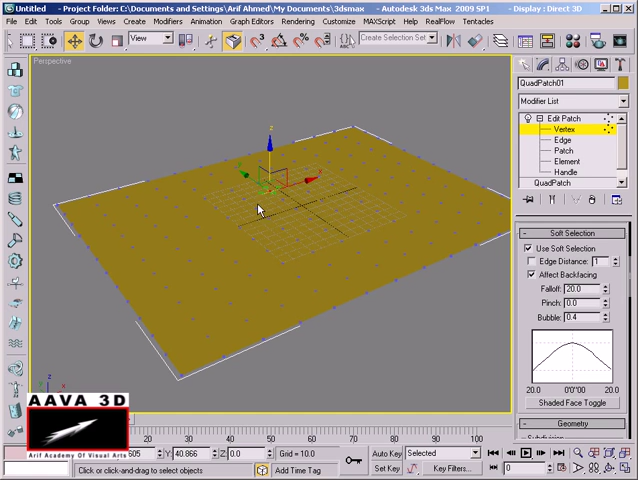 Untitled - Project Folder: C:\Documents and Settings\Arif Ahmed\My Documents\3dsmax - Autodesk 3ds Max 2009 SP1 - Display : Direct 3D
File Edit Tools Group Views Create Modifiers Animation Graph Editors Rendering Customize MAXScript Help RealFlow Tentacles
View
Create Selection Set
Perspective
QuadPatch01
Modifier List
Edit Patch
Vertex
Edge
Patch
Element
Handle
QuadPatch
Soft Selection
Use Soft Selection
Edge Distance: 1
Affect Backfacing
Falloff: 20.0
Pinch: 0.0
Bubble: 0.4
20.0 0"0"'0 20.0
Shaded Face Toggle
Geometry
z
x
z
AAVA 3D
Arif Academy Of Visual Arts
20 30 40 50 60 70 80 90 100
605 Y: 40.866 Z: 0.0 Grid = 10.0
Auto Key Selected
Set Key Key Filters...
0
Click or click-and-drag to select objects
Add Time Tag